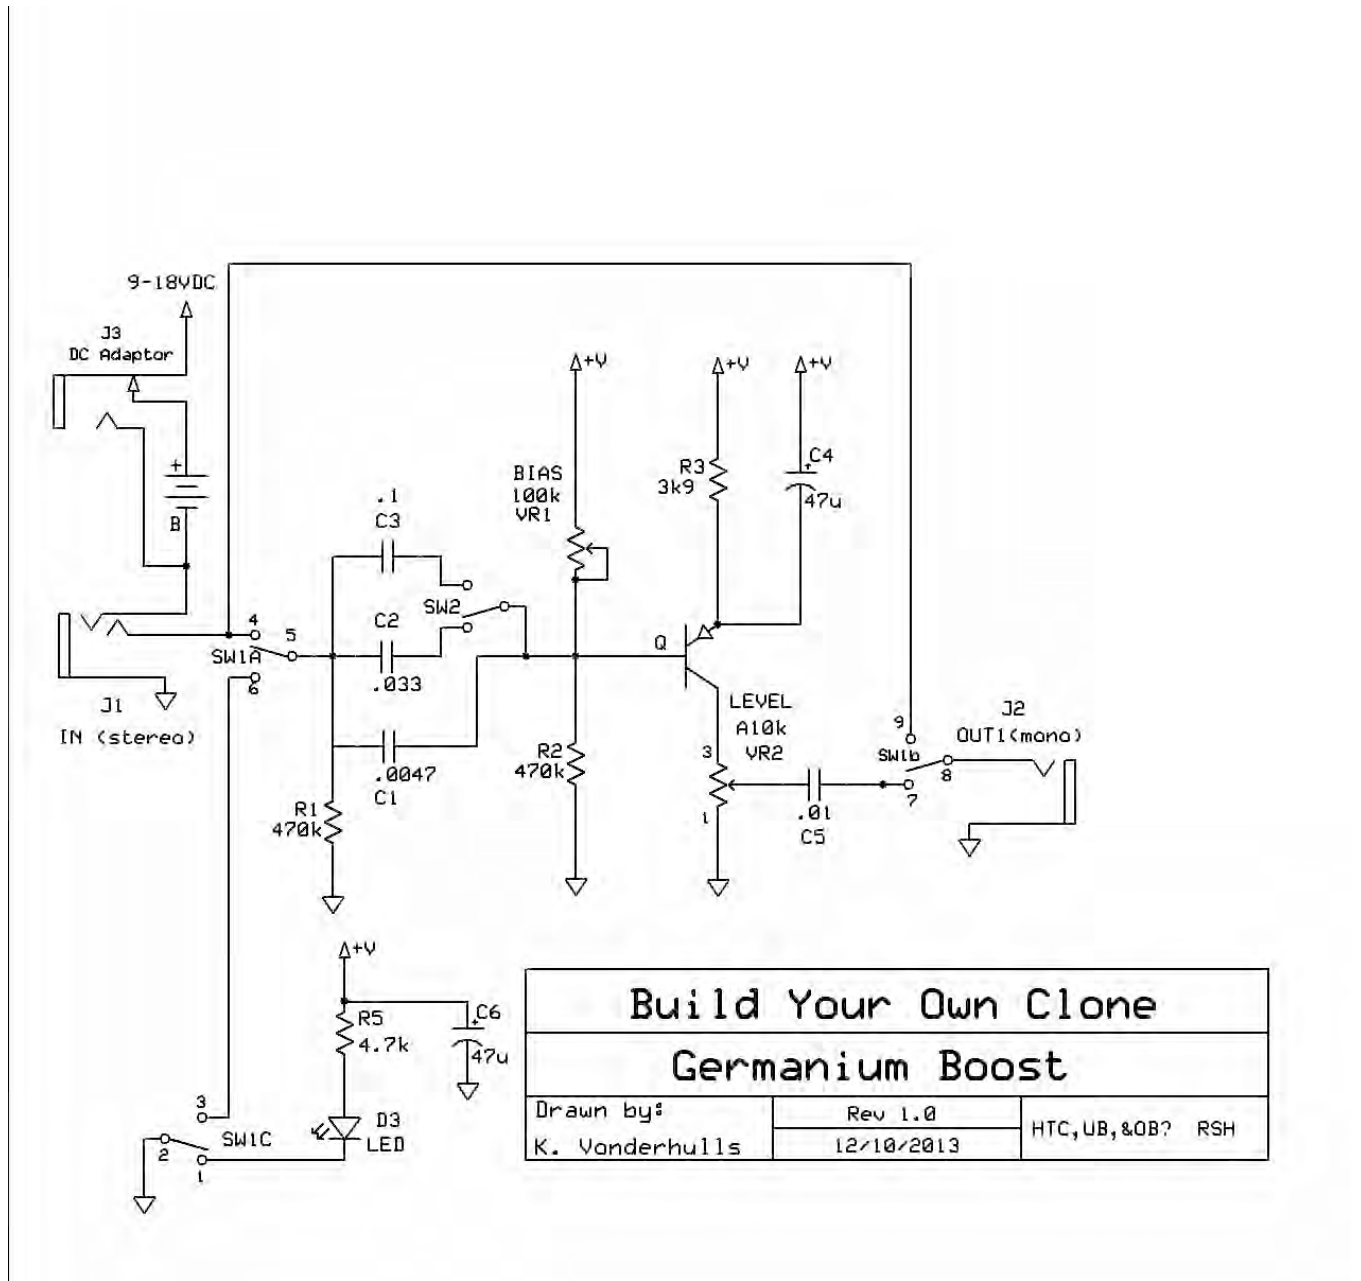 9-18VDC
J3
DC Adaptor
+
B
J1
IN (stereo)
4
5
SW1A
6
.1
C3
SW2
C2
.033
.0047
C1
R1
470k
+V
BIAS
100k
VR1
R2
470k
+V
R3
3k9
+V
+
C4
47u
Q
LEVEL
A10k
VR2
3
1
.01
C5
9
SW1b
8
7
J2
OUT1(mono)
+V
R5
4.7k
+
C6
47u
D3
LED
3
SW1C
2
1
Build Your Own Clone
Germanium Boost
Drawn by:
K. Vonderhulls
Rev 1.0
12/10/2013
HTC,UB,&OB? RSH